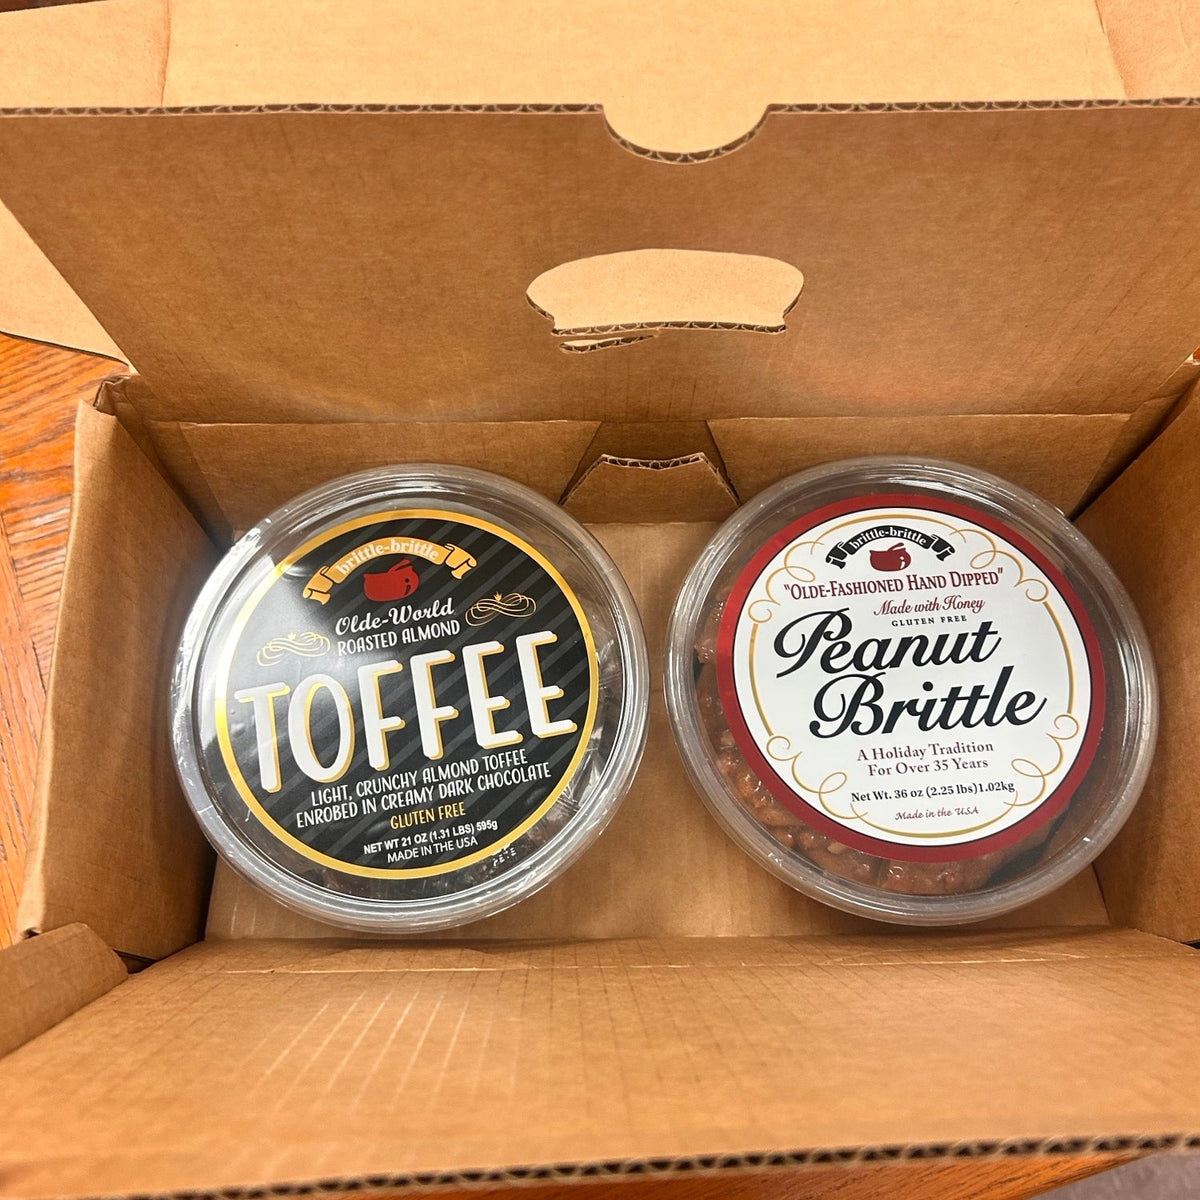 brittle-brittle
Olde-World
ROASTED ALMOND
TOFFEE
LIGHT, CRUNCHY ALMOND TOFFEE
ENROBED IN CREAMY DARK CHOCOLATE
GLUTEN FREE
NET WT 21 OZ (1.31 LBS) 595g
MADE IN THE USA
PETE
brittle-brittle
"OLDE-FASHIONED HAND DIPPED"
Made with Honey
GLUTEN FREE
Peanut
Brittle
A Holiday Tradition
For Over 35 Years
Net Wt. 36 oz (2.25 lbs)1.02kg
Made in the USA